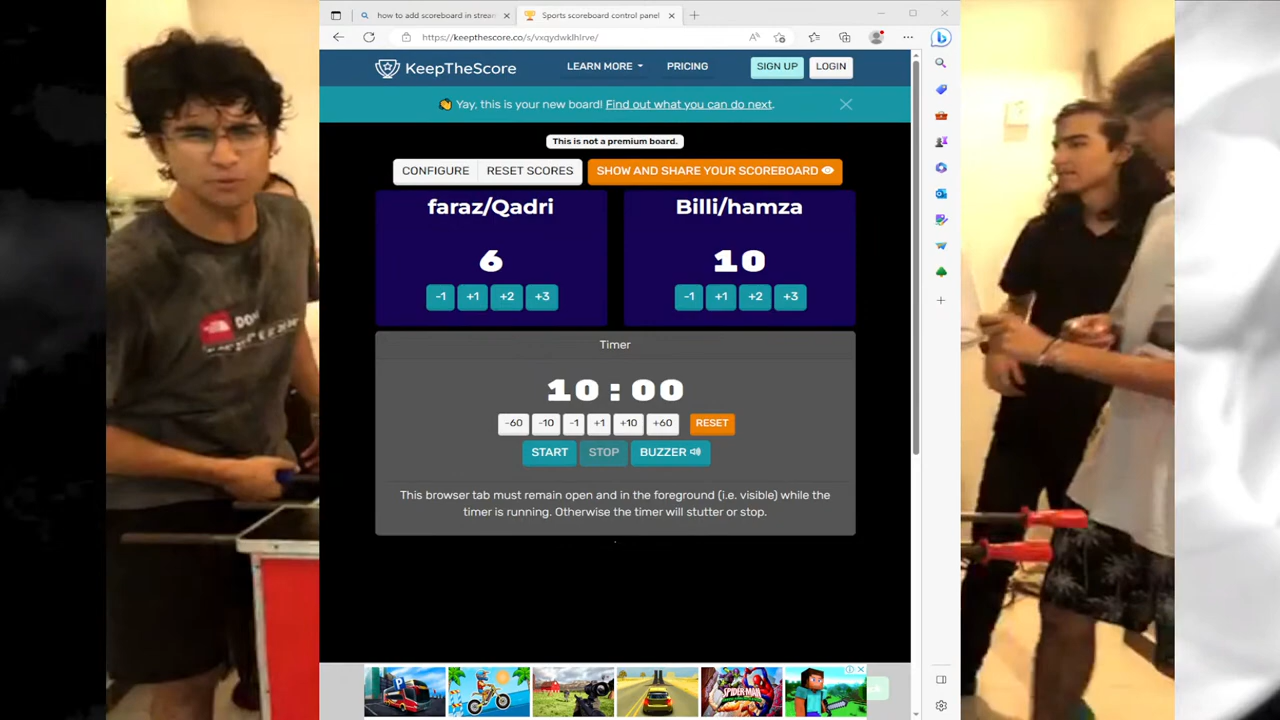 how to add scoreboard in stream
Sports scoreboard control panel
https://keepthescore.co/s/vxqydwklhlrve/
KeepTheScore
LEARN MORE
PRICING
SIGN UP
LOGIN
Yay, this is your new board! Find out what you can do next.
This is not a premium board.
CONFIGURE
RESET SCORES
SHOW AND SHARE YOUR SCOREBOARD
faraz/Qadri
Billi/hamza
6
10
-1 +1 +2 +3
-1 +1 +2 +3
Timer
10:00
-60 -10 -1 +1 +10 +60 RESET
START STOP BUZZER
This browser tab must remain open and in the foreground (i.e. visible) while the
timer is running. Otherwise the timer will stutter or stop.